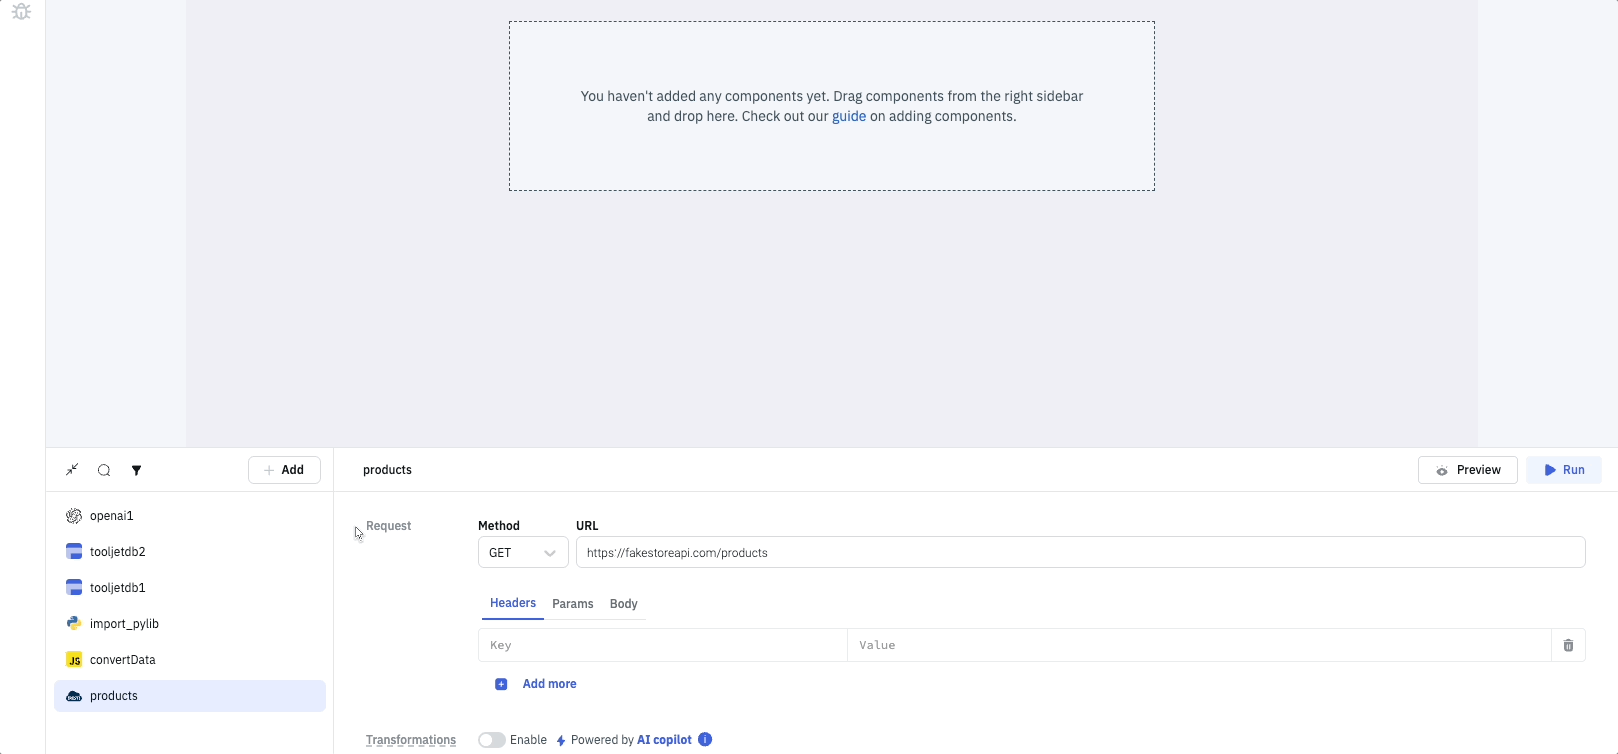 You haven't added any components yet. Drag components from the right sidebar
and drop here. Check out our guide on adding components.
Add
products
Preview
Run
openai1
tooljetdb2
tooljetdb1
import_pylib
JS convertData
products
Request
Method
URL
GET
https://fakestoreapi.com/products
Headers
Params
Body
Key
Value
Add more
Transformations
Enable
Powered by AI copilot